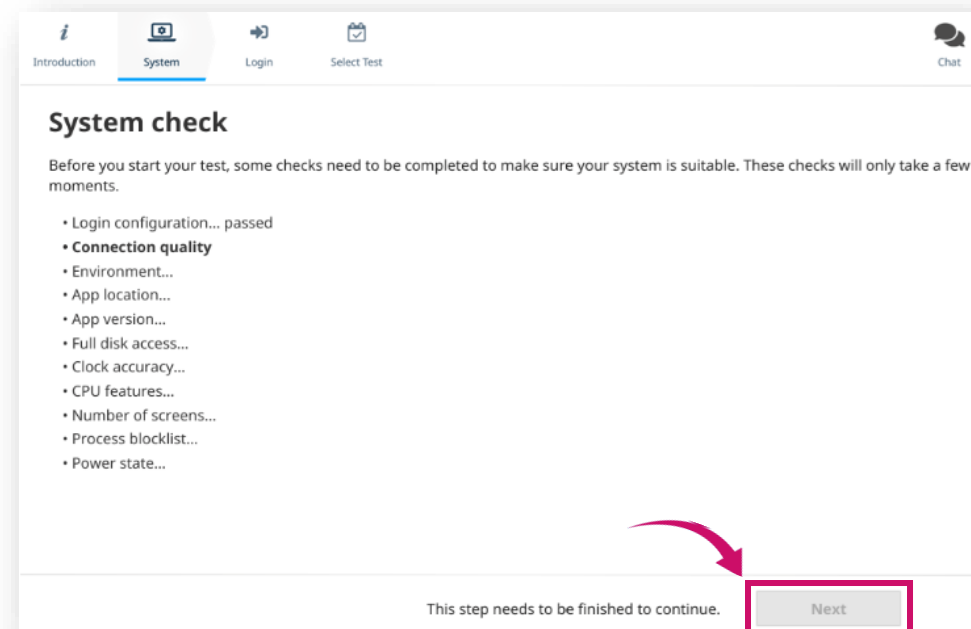 Introduction
System
Login
Select Test
Chat
System check
Before you start your test, some checks need to be completed to make sure your system is suitable. These checks will only take a few
moments.
• Login configuration... passed
• Connection quality
• Environment...
• App location...
• App version...
• Full disk access...
• Clock accuracy...
• CPU features...
• Number of screens...
• Process blocklist...
• Power state...
This step needs to be finished to continue.
Next